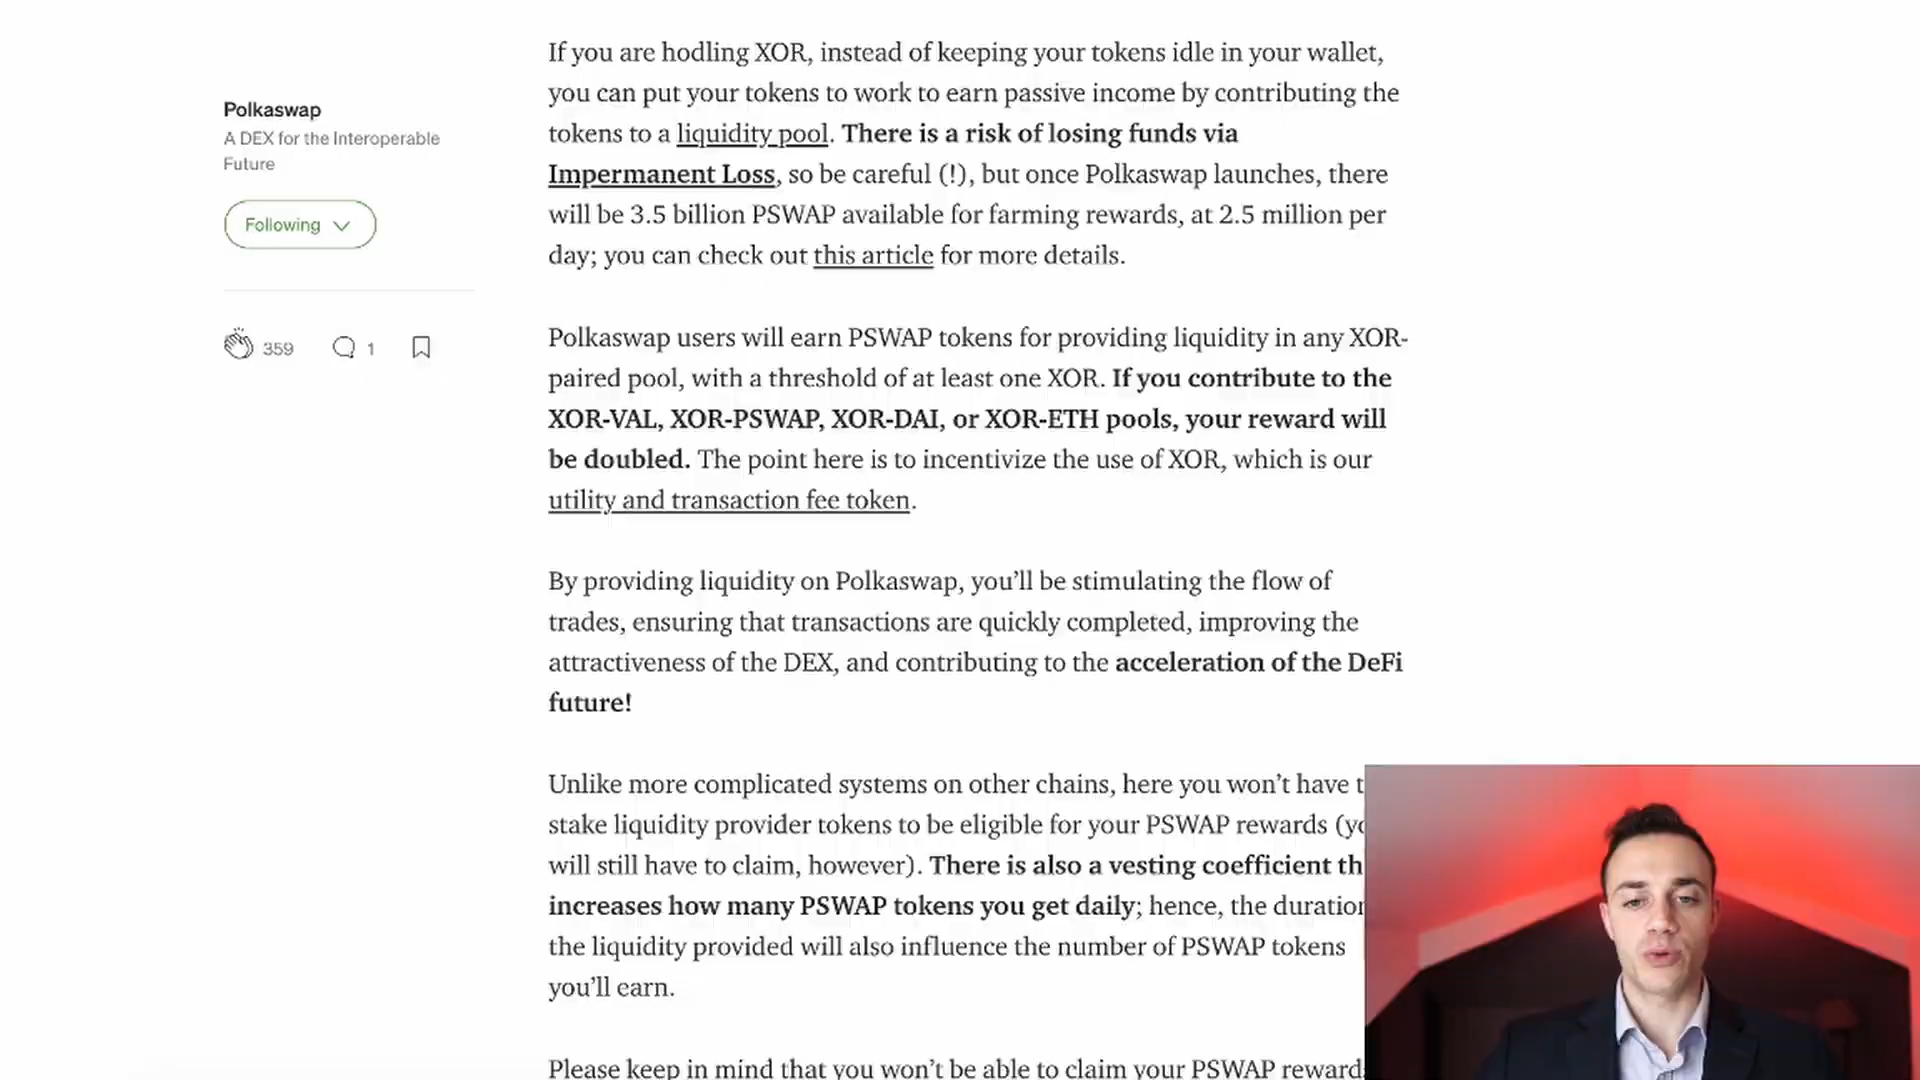 Polkaswap
A DEX for the Interoperable
Future
Following
359
1
If you are hodling XOR, instead of keeping your tokens idle in your wallet,
you can put your tokens to work to earn passive income by contributing the
tokens to a liquidity pool. There is a risk of losing funds via
Impermanent Loss, so be careful (!), but once Polkaswap launches, there
will be 3.5 billion PSWAP available for farming rewards, at 2.5 million per
day; you can check out this article for more details.
Polkaswap users will earn PSWAP tokens for providing liquidity in any XOR-
paired pool, with a threshold of at least one XOR. If you contribute to the
XOR-VAL, XOR-PSWAP, XOR-DAI, or XOR-ETH pools, your reward will
be doubled. The point here is to incentivize the use of XOR, which is our
utility and transaction fee token.
By providing liquidity on Polkaswap, you’ll be stimulating the flow of
trades, ensuring that transactions are quickly completed, improving the
attractiveness of the DEX, and contributing to the acceleration of the DeFi
future!
Unlike more complicated systems on other chains, here you won’t have
stake liquidity provider tokens to be eligible for your PSWAP rewards
will still have to claim, however). There is also a vesting coefficient
increases how many PSWAP tokens you get daily; hence, the duration
the liquidity provided will also influence the number of PSWAP tokens
you’ll earn.
Please keep in mind that you won’t be able to claim your PSWAP reward